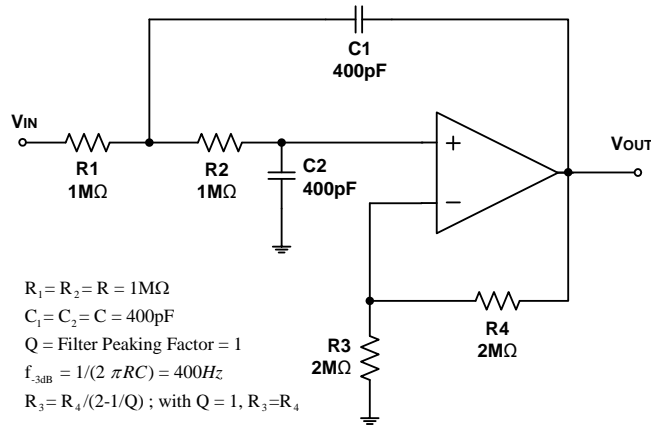 C1
400pF
VIN
R1
1MΩ
R2
1MΩ
C2
400pF
+
−
VOUT
R4
2MΩ
R3
2MΩ
R₁ = R₂ = R = 1MΩ
C₁ = C₂ = C = 400pF
Q = Filter Peaking Factor = 1
f₋₃dB = 1/(2 πRC) = 400Hz
R₃ = R₄/(2-1/Q) ; with Q = 1, R₃=R₄